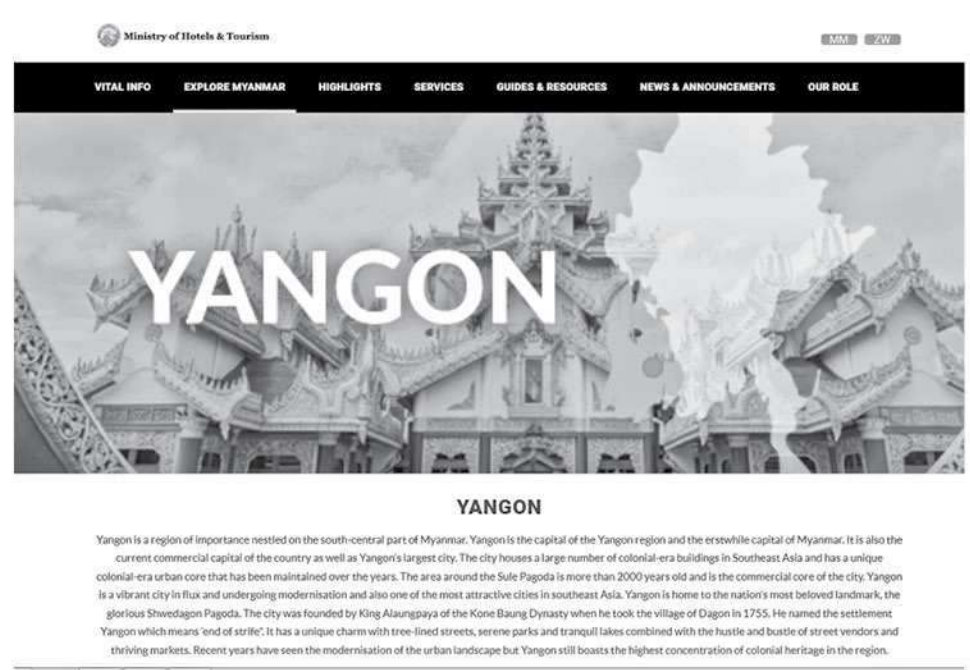 Ministry of Hotels & Tourism
MM ZW
VITAL INFO EXPLORE MYANMAR HIGHLIGHTS SERVICES GUIDES & RESOURCES NEWS & ANNOUNCEMENTS OUR ROLE
YANGON
YANGON
Yangon is a region of importance nestled on the south-central part of Myanmar. Yangon is the capital of the Yangon region and the erstwhile capital of Myanmar. It is also the
current commercial capital of the country as well as Yangon's largest city. The city houses a large number of colonial-era buildings in Southeast Asia and has a unique
colonial-era urban core that has been maintained over the years. The area around the Sule Pagoda is more than 2000 years old and is the commercial core of the city. Yangon
is a vibrant city in flux and undergoing modernisation and also one of the most attractive cities in southeast Asia. Yangon is home to the nation's most beloved landmark, the
glorious Shwedagon Pagoda. The city was founded by King Alaungpaya of the Kone Baung Dynasty when he took the village of Dagon in 1755. He named the settlement
Yangon which means 'end of strife". It has a unique charm with tree-lined streets, serene parks and tranquil lakes combined with the hustle and bustle of street vendors and
thriving markets. Recent years have seen the modernisation of the urban landscape but Yangon still boasts the highest concentration of colonial heritage in the region.